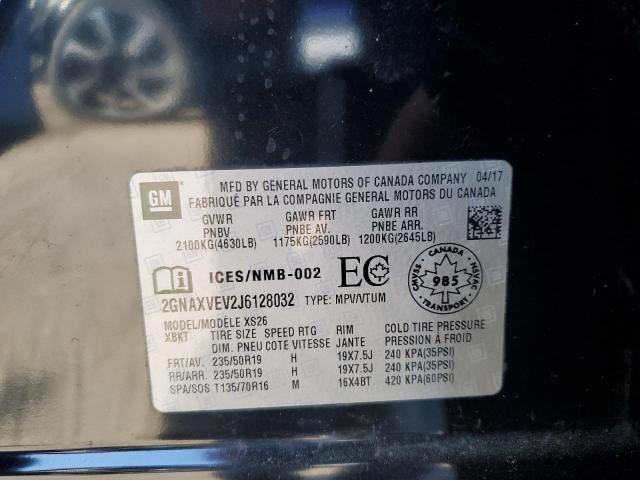 GM
MFD BY GENERAL MOTORS OF CANADA COMPANY 04/17
FABRIQUÉ PAR LA COMPAGNIE GENERAL MOTORS DU CANADA
GVWR GAWR FRT GAWR RR
PNBV PNBE AV. PNBE ARR.
2100KG(4630LB) 1175KG(2590LB) 1200KG(2645LB)
ICES/NMB-002 EC
CANADA CMVSS NSVAC 985 TRANSPORT
2GNAXVEV2J6128032 TYPE: MPV/VTUM
MODEL/MODÈLE XS26
XBKT TIRE SIZE SPEED RTG RIM COLD TIRE PRESSURE
DIM. PNEU COTE VITESSE JANTE PRESSION À FROID
FRT/AV. 235/50R19 H 19X7.5J 240 KPA(35PSI)
RR/ARR. 235/50R19 H 19X7.5J 240 KPA(35PSI)
SPA/SOS T135/70R16 M 16X4BT 420 KPA(60PSI)